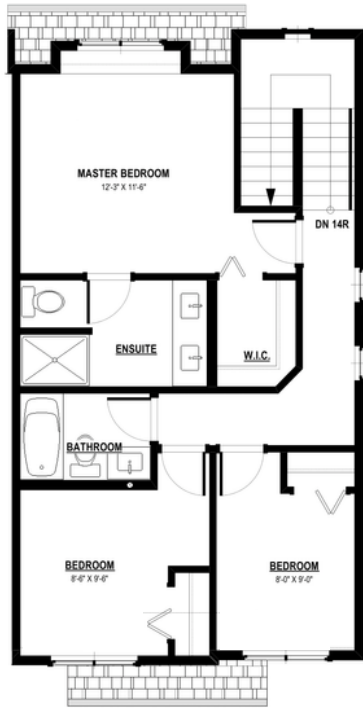 MASTER BEDROOM
12'-3" X 11'-6"
DN 14R
ENSUITE
W.I.C.
BATHROOM
BEDROOM
8'-6" X 9'-6"
BEDROOM
8'-0" X 9'-0"